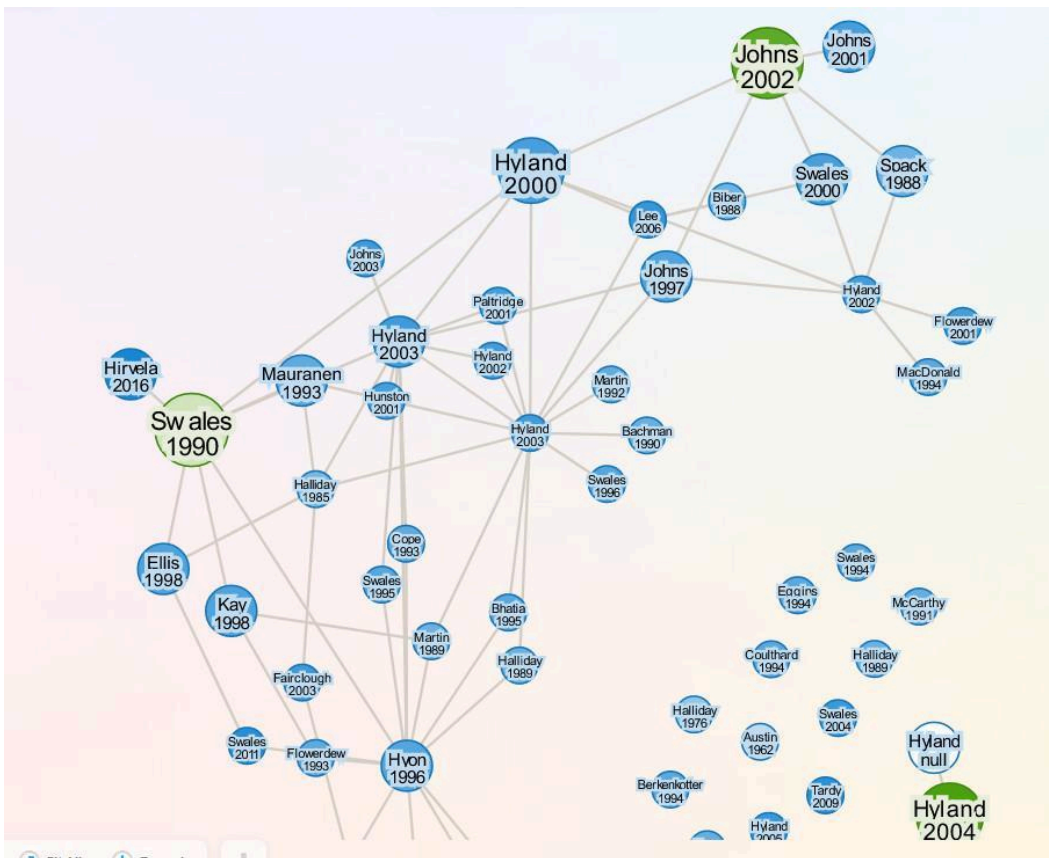 Johns
2002
Johns
2001
Hyland
2000
Swales
2000
Spack
1988
Biber
1988
Lee
2006
Johns
2003
Johns
1997
Hyland
2002
Paltridge
2001
Flowerdew
2001
Hyland
2003
Hyland
2002
Mauranen
1993
Hirvela
2016
MacDonald
1994
Martin
1992
Hunston
2001
Swales
1990
Hyland
2003
Bachman
1990
Halliday
1985
Swales
1996
Cope
1993
Ellis
1998
Swales
1995
Swales
1994
Eggins
1994
McCarthy
1991
Kay
1998
Bhatia
1995
Martin
1989
Halliday
1989
Coulthard
1994
Halliday
1989
Fairclough
2003
Halliday
1976
Swales
2004
Swales
2011
Flowerdew
1993
Hyon
1996
Austin
1962
Hyland
null
Berkenkotter
1994
Tardy
2009
Hyland
2004
Hyland
2005